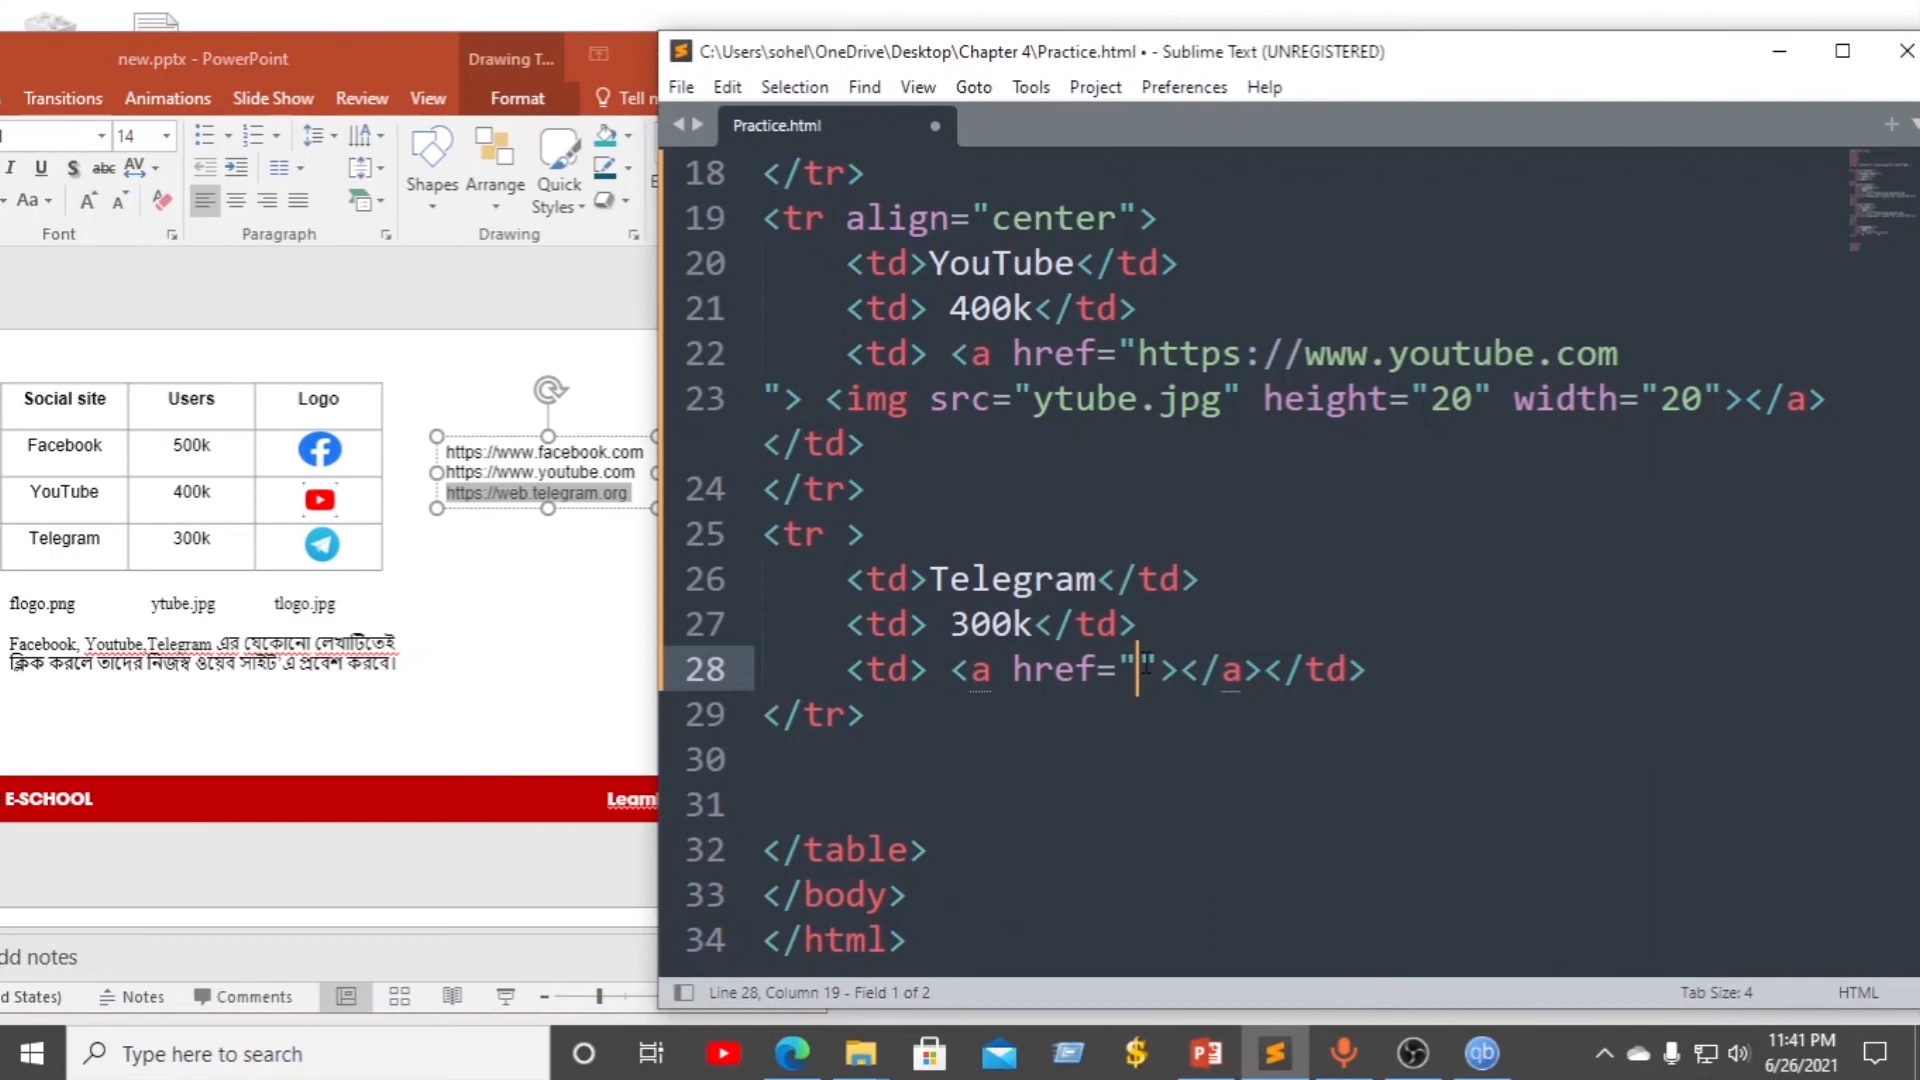 new.pptx - PowerPoint
Drawing T...
Transitions Animations Slide Show Review View Format
14
I U S abc AV
Aa A A
Shapes Arrange Quick Styles
Font Paragraph Drawing
Social site Users Logo
Facebook 500k
YouTube 400k
Telegram 300k
https://www.facebook.com
https://www.youtube.com
https://web.telegram.org
flogo.png ytube.jpg tlogo.jpg
Facebook, Youtube,Telegram এর যেকোনো লেখাটিতেই
ক্লিক করলে তাদের নিজস্ব ওয়েব সাইট এ প্রবেশ করবে।
E-SCHOOL
dd notes
d States) Notes Comments
C:\Users\sohel\OneDrive\Desktop\Chapter 4\Practice.html • - Sublime Text (UNREGISTERED)
File Edit Selection Find View Goto Tools Project Preferences Help
Practice.html
18 </tr>
19 <tr align="center">
20 <td>YouTube</td>
21 <td> 400k</td>
22 <td> <a href="https://www.youtube.com
23 "> <img src="ytube.jpg" height="20" width="20"></a>
</td>
24 </tr>
25 <tr >
26 <td>Telegram</td>
27 <td> 300k</td>
28 <td> <a href=""></a></td>
29 </tr>
30
31
32 </table>
33 </body>
34 </html>
Line 28, Column 19 - Field 1 of 2
Tab Size: 4 HTML
Type here to search
qb
11:41 PM
6/26/2021